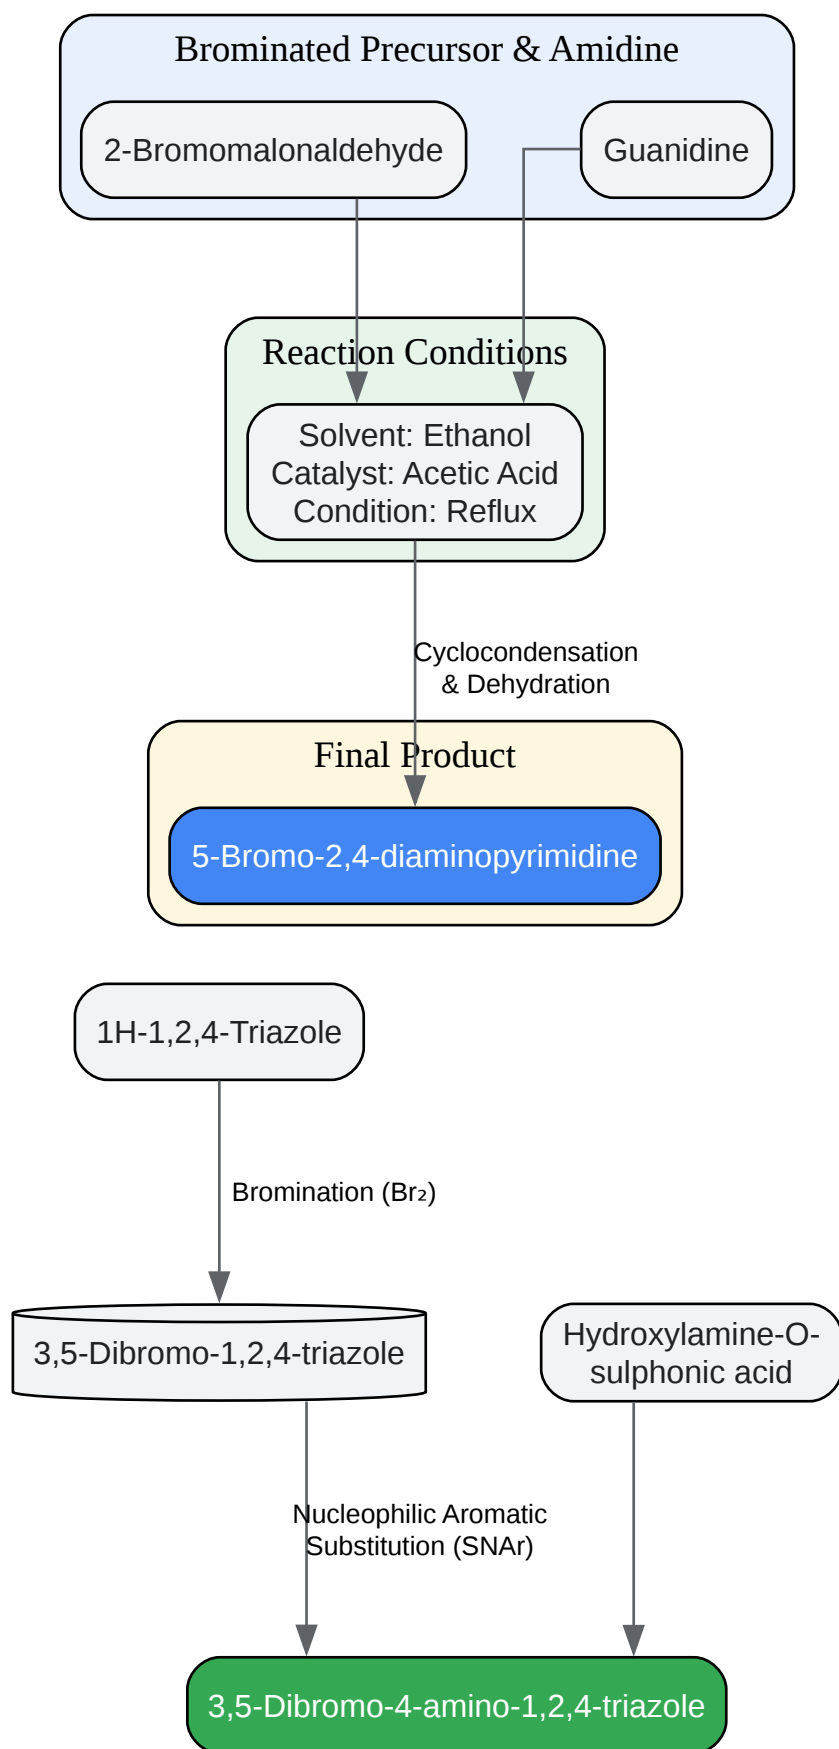 Brominated Precursor & Amidine
2-Bromomalonaldehyde
Guanidine
Reaction Conditions
Solvent: Ethanol
Catalyst: Acetic Acid
Condition: Reflux
Cyclocondensation
& Dehydration
Final Product
5-Bromo-2,4-diaminopyrimidine
1H-1,2,4-Triazole
Bromination (Br₂)
3,5-Dibromo-1,2,4-triazole
Hydroxylamine-O-
sulphonic acid
Nucleophilic Aromatic
Substitution (SNAr)
3,5-Dibromo-4-amino-1,2,4-triazole